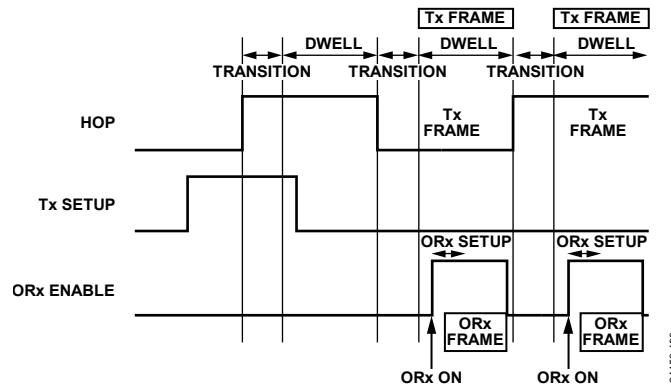 Tx FRAME Tx FRAME
DWELL DWELL DWELL
TRANSITION TRANSITION TRANSITION
HOP
Tx
FRAME
Tx
FRAME
Tx SETUP
ORx SETUP ORx SETUP
ORx ENABLE
ORx
FRAME
ORx
FRAME
ORx ON ORx ON